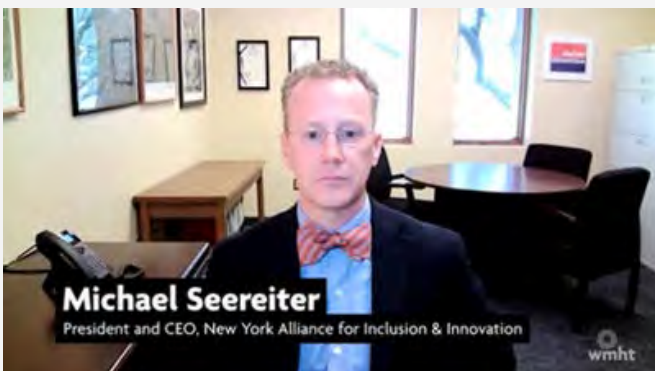 Michael Seereiter
President and CEO, New York Alliance for Inclusion & Innovation
wmht